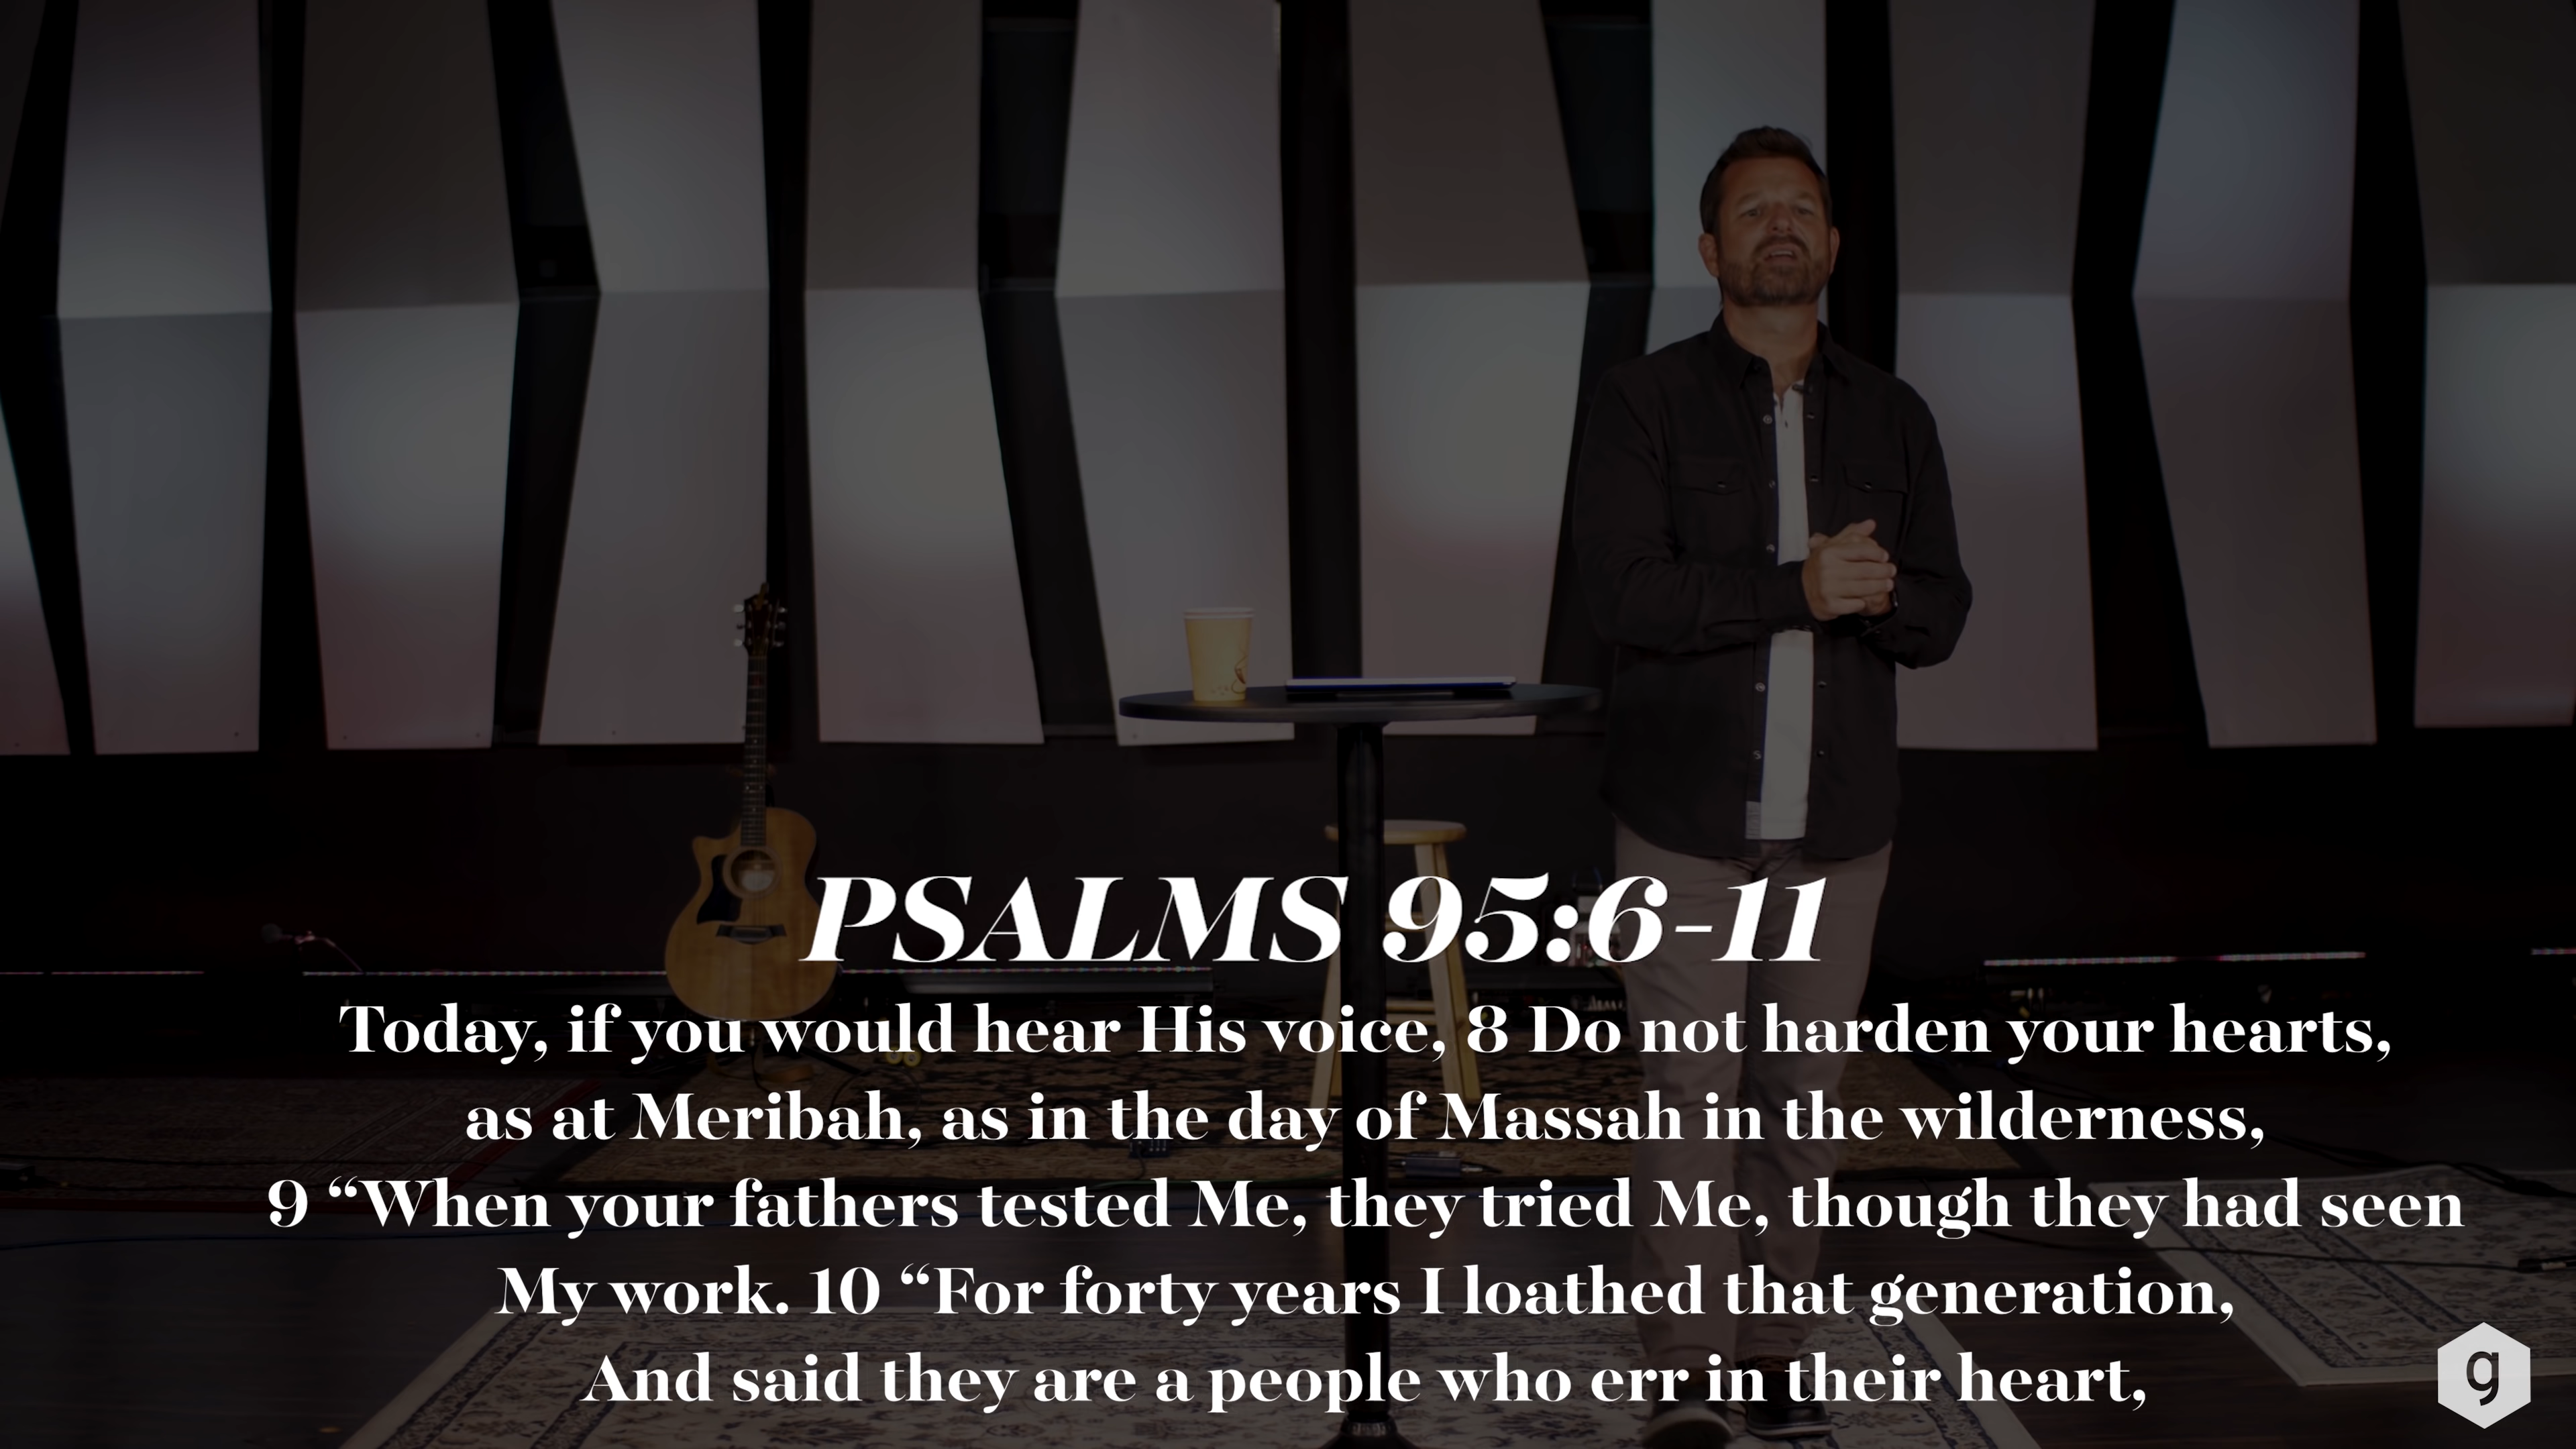 PSALMS 95:6-11
Today, if you would hear His voice, 8 Do not harden your hearts,
as at Meribah, as in the day of Massah in the wilderness,
9 “When your fathers tested Me, they tried Me, though they had seen
My work. 10 “For forty years I loathed that generation,
And said they are a people who err in their heart,
g